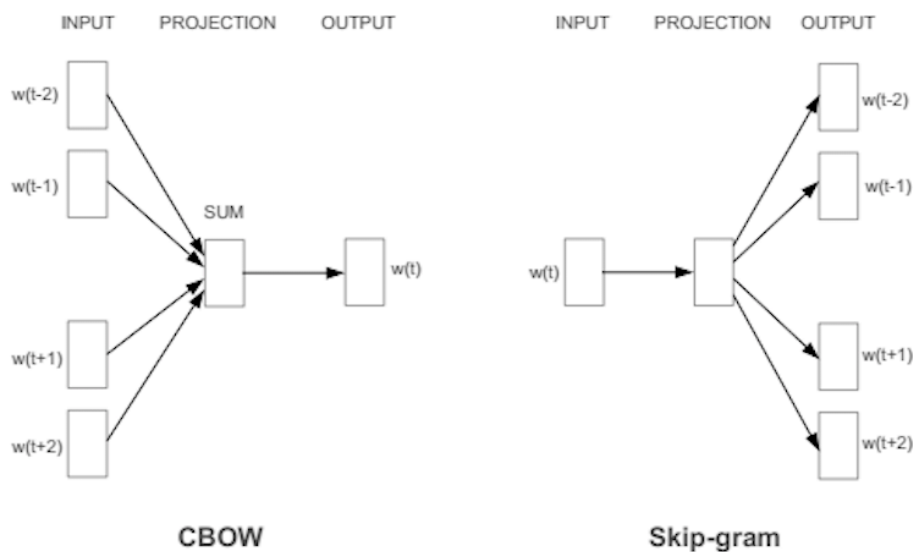 INPUT PROJECTION OUTPUT
w(t-2)
w(t-1)
SUM
w(t)
w(t+1)
w(t+2)
CBOW
INPUT PROJECTION OUTPUT
w(t-2)
w(t-1)
w(t)
w(t+1)
w(t+2)
Skip-gram